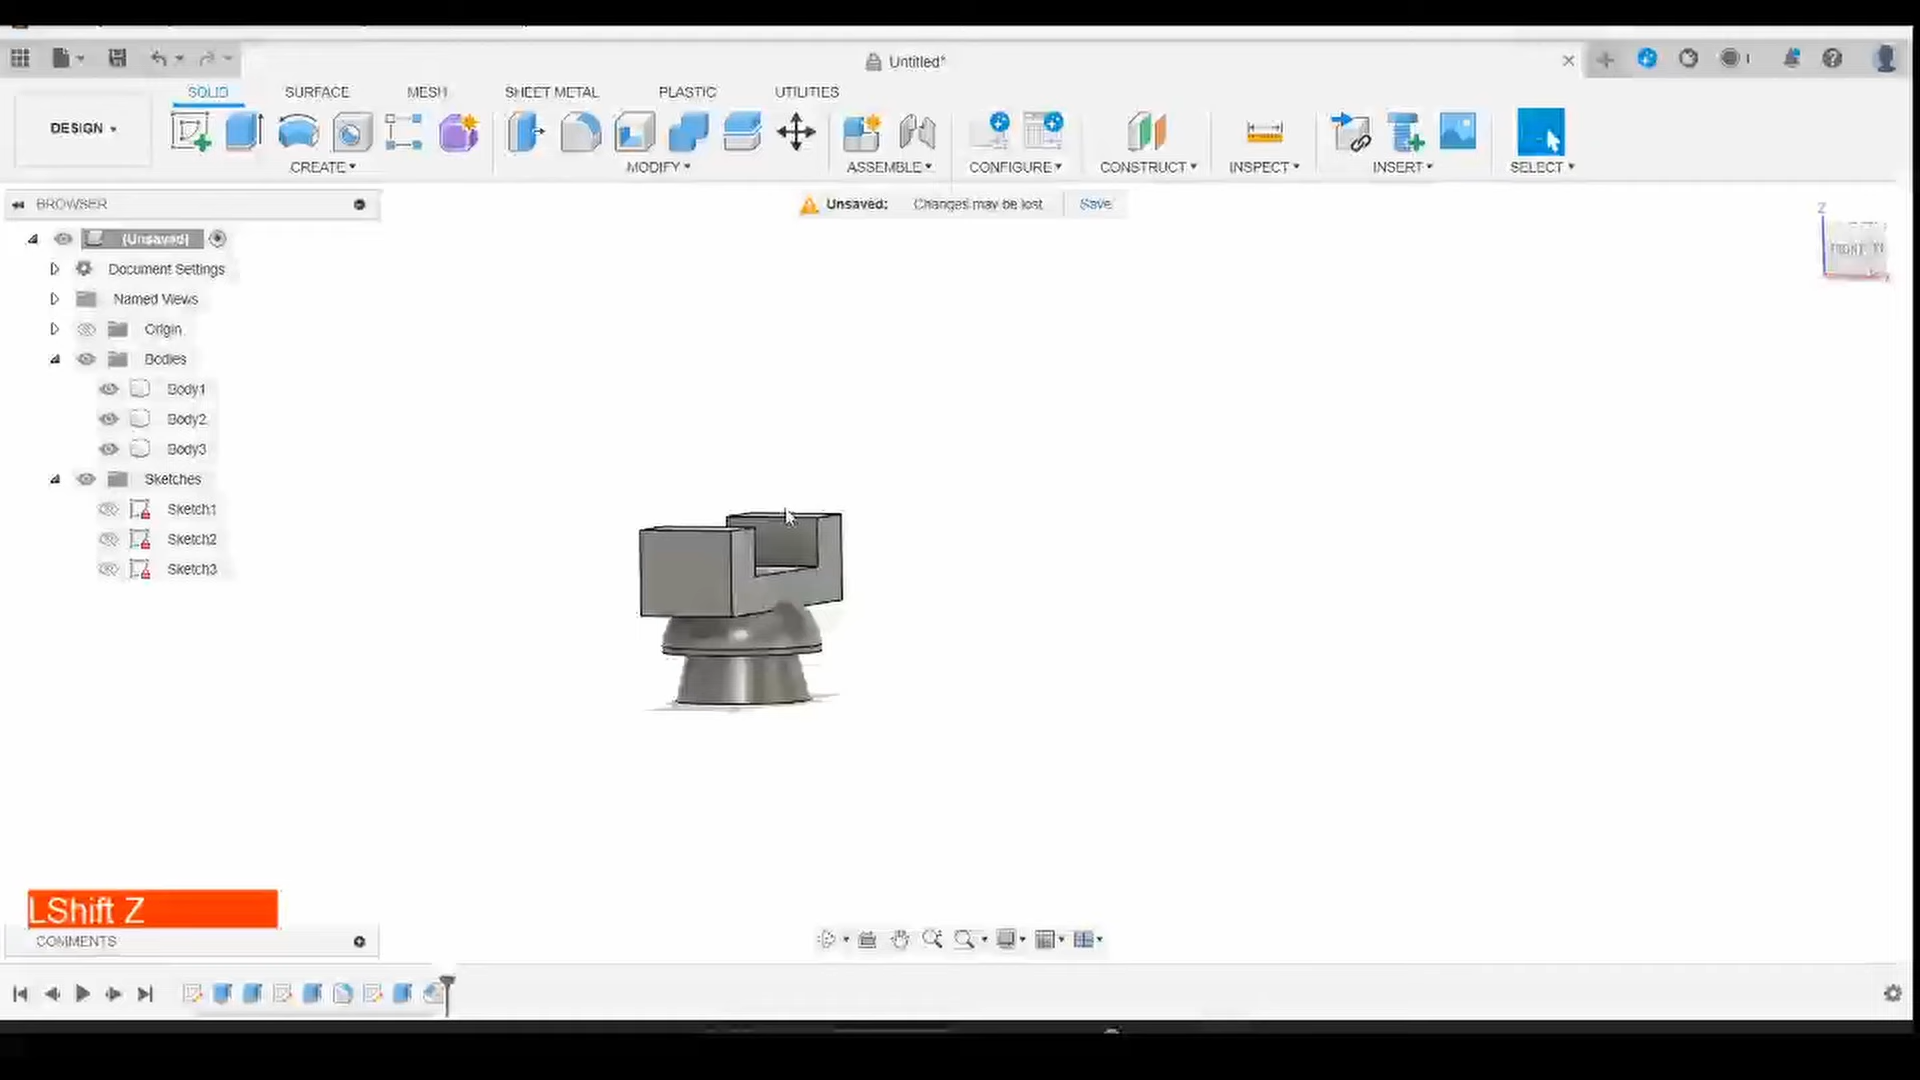 Untitled*
SOLID SURFACE MESH SHEET METAL PLASTIC UTILITIES
DESIGN
CREATE MODIFY ASSEMBLE CONFIGURE CONSTRUCT INSPECT INSERT SELECT
BROWSER
Unsaved: Changes may be lost Save
(Unsaved)
Document Settings
Named Views
Origin
Bodies
Body1
Body2
Body3
Sketches
Sketch1
Sketch2
Sketch3
Z
FRONT
LShift Z
COMMENTS